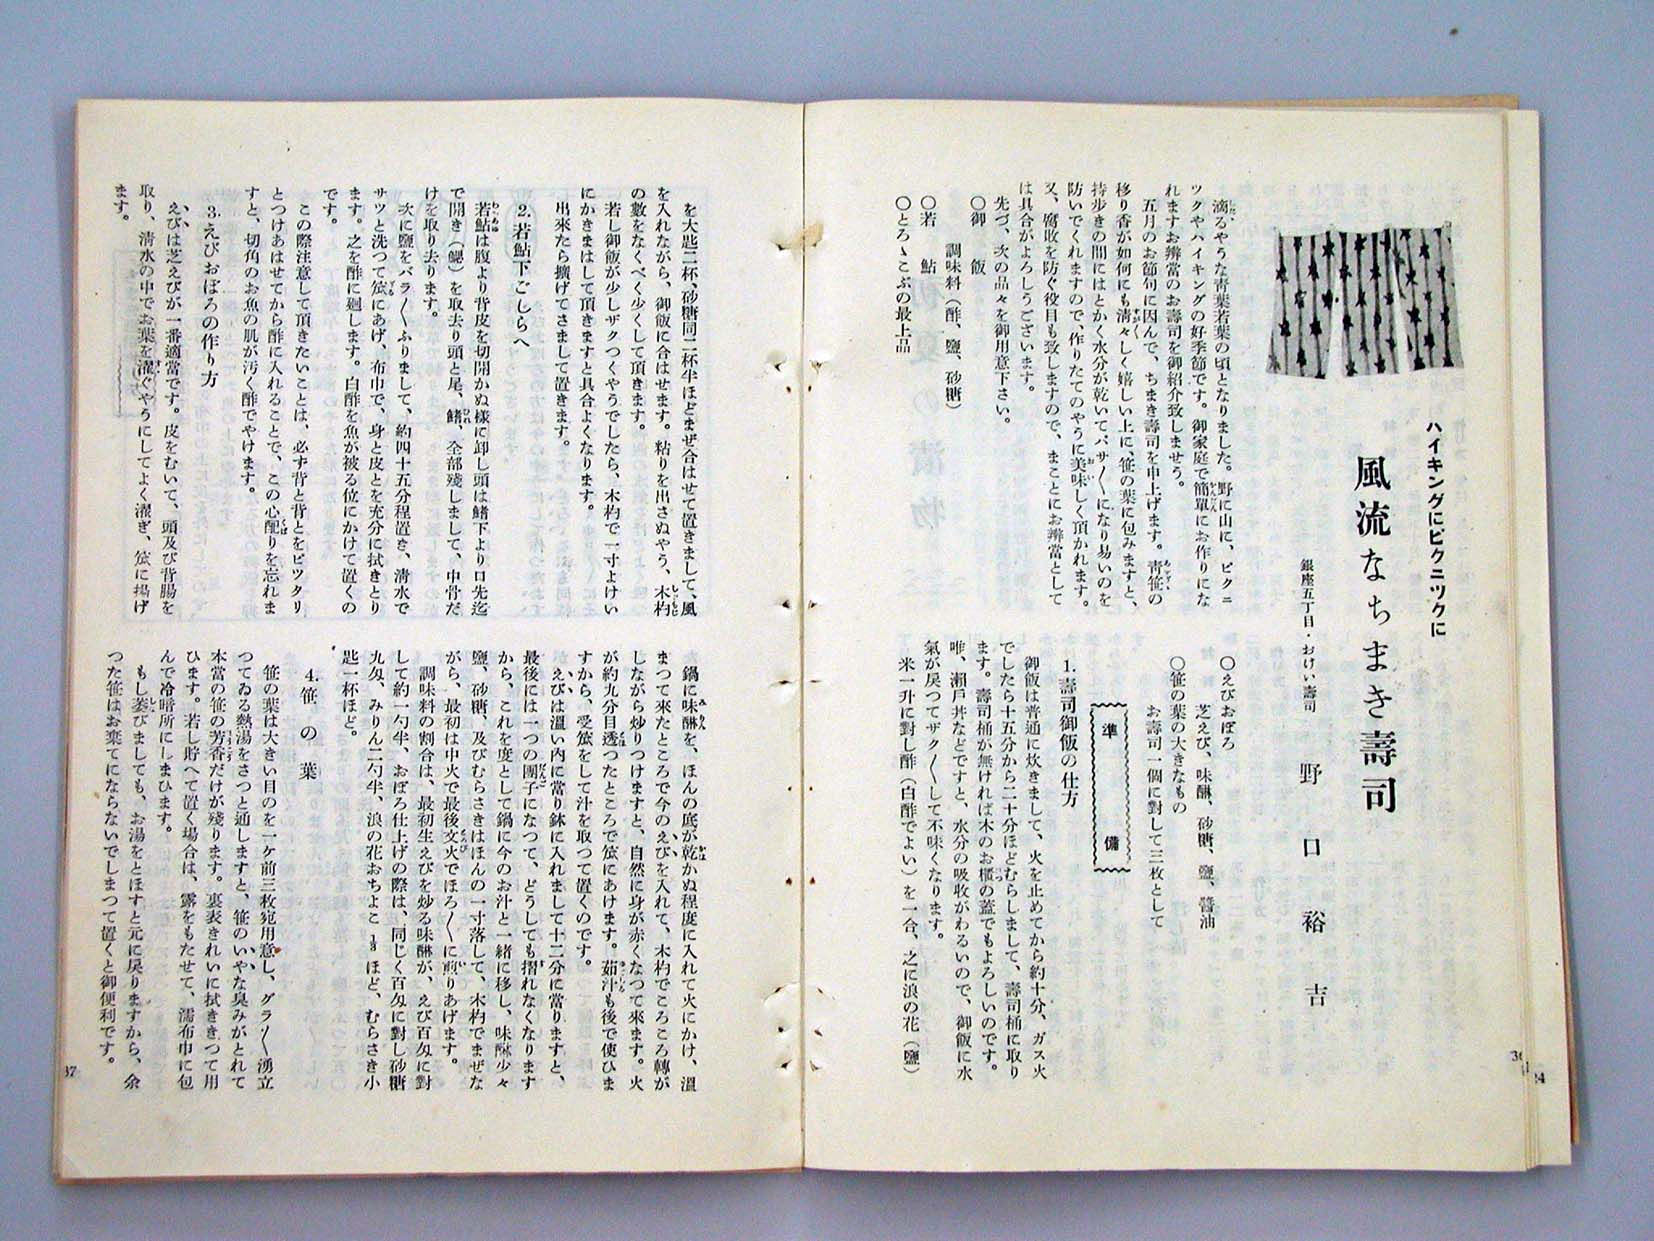 ハイキングにピクニツクに
風流なちまき壽司
銀座五丁目・おけい壽司　野口裕吉
滴るやうな靑葉若葉の頃となりました。野に山に、ピクニ
ツクやハイキングの好季節です。御家庭で簡單にお作りにな
れますお辨當のお壽司を御紹介致しませう。
五月のお節句に因んで、ちまき壽司を申上げます。靑笹の
移り香が如何にも淸々しく嬉しい上に、笹の葉に包みますと、
持歩きの間にはとかく水分が乾いてパサ〳〵になり易いのを
防いでくれますので、作りたてのやうに美味しく頂かれます。
又、腐敗を防ぐ役目も致しますので、まことにお辨當として
は具合がよろしうございます。
先づ、次の品々を御用意下さい。
〇御飯
調味料（酢、鹽、砂糖）
〇若鮎
〇とろゝこぶの最上品
〇えびおぼろ
芝えび、味醂、砂糖、鹽、醬油
〇笹の葉の大きなもの
お壽司一個に對して三枚として
準備
1. 壽司御飯の仕方
御飯は普通に炊きまして、火を止めてから約十分、ガス火
でしたら十五分から二十分ほどむらしまして、壽司桶に取り
ます。壽司桶が無ければ木のお櫃の蓋でもよろしいのです。
唯、瀨戶丼などですと、水分の吸收がわるいので、御飯に水
氣が戾つてザク〳〵して不味くなります。
米一升に對し酢（白酢でよい）を一合、之に浪の花（鹽）
36
24
を大匙二杯、砂糖同二杯半ほどまぜ合はせて置きまして、風
を入れながら、御飯に合はせます。粘りを出さぬやう、木杓
の數をなべく少くして頂きます。
若し御飯が少しザクつくやうでしたら、木杓で一寸よけい
にかきまはして頂きますと具合よくなります。
出來たら擴げてさまして置きます。
2. 若鮎下ごしらへ
若鮎は腹より背皮を切開かぬ樣に卸し頭は鰭下より口先迄
で開き（鰓）を取去り頭と尾、鰭、全部殘しまして、中骨だ
けを取り去ります。
次に鹽をバラ〳〵ふりまして、約四十五分程置き、淸水で
サツと洗つて笊にあげ、布巾で、身と皮とを充分に拭きとり
ます。之を酢に廻します。白酢を魚が被る位にかけて置くの
です。
この際注意して頂きたいことは、必ず背と背とをピツタリ
とつけあはせてから酢に入れることで、この心配りを忘れま
すと、切角のお魚の肌が汚く酢でやけます。
3. えびおぼろの作り方
えびは芝えびが一番適當です。皮をむいて、頭及び背腸を
取り、淸水の中でお葉を濯ぐやうにしてよく濯ぎ、笊に揚げ
ます。
鍋に味醂を、ほんの底が乾かぬ程度に入れて火にかけ、溫
まつて來たところで今のえびを入れて、木杓でころころ轉が
しながら炒りつけますと、自然に身が赤くなつて來ます。火
が約九分目透つたところで笊にあけます。茹汁も後で使ひま
すから、受笊をして汁を取つて置くのです。
えびは溫い內に當り鉢に入れまして十二分に當りますと、
最後には一つの團子になつて、どうしても摺れなくなります
から、これを度として鍋に今のお汁と一緒に移し、味醂少々
鹽、砂糖、及びむらさきはほんの一寸落して、木杓でまぜな
がら、最初は中火で最後文火でほろ〳〵に煎りあげます。
調味料の割合は、最初生えびを炒る味醂が、えび百匁に對
して約一勺半、おぼろ仕上げの際は、同じく百匁に對し砂糖
九匁、みりん二勺半、浪の花おちよこ⅓ほど、むらさき小
匙一杯ほど。
4. 笹の葉
笹の葉は大きい目のを一ケ前三枚宛用意し、グラ〳〵湧立
つてゐる熱湯をさつと通しますと、笹のいやな臭みがとれて
本當の笹の芳香だけが殘ります。裏表きれいに拭ききつて用
ひます。若し貯へて置く場合は、露をもたせて、濡布巾に包
んで冷暗所にしまひます。
もし萎びましても、お湯をとほすと元に戾りますから、余
つた笹はお棄てにならないでしまつて置くと御便利です。
37